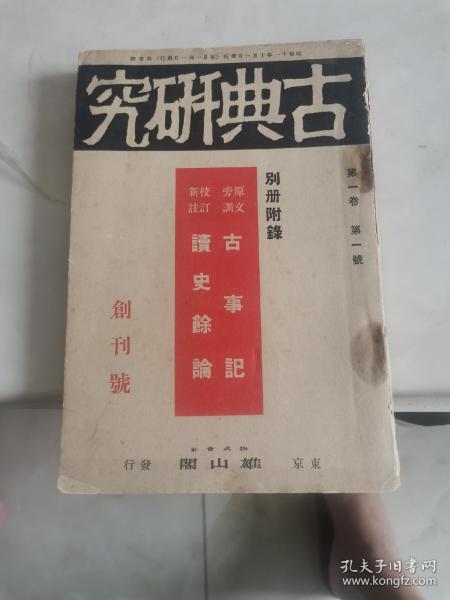 古典研究
第一卷 第一號
別册附錄
原文
旁訓
古事記
校訂
新註
讀史餘論
創刊號
東京
株式會社
雄山閣
發行
孔夫子旧书网
www.kongfz.com